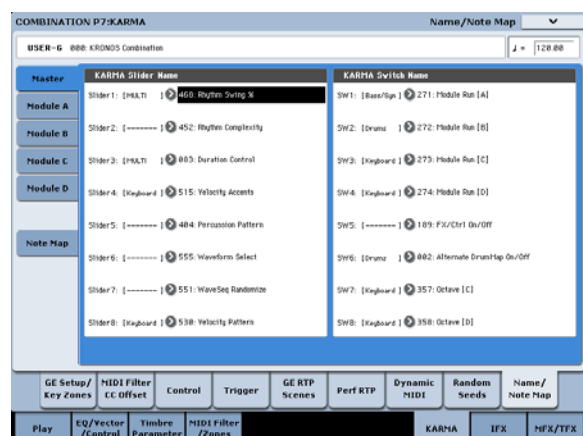 COMBINATION P7:KARMA Name/Note Map
USER-G 000: KRONOS Combination ♩= 120.00
Master
Module A
Module B
Module C
Module D
Note Map
KARMA Slider Name
Slider1: [MULTI ] 460: Rhythm Swing %
Slider2: [------- ] 452: Rhythm Complexity
Slider3: [MULTI ] 003: Duration Control
Slider4: [Keyboard ] 515: Velocity Accents
Slider5: [------- ] 404: Percussion Pattern
Slider6: [------- ] 555: Waveform Select
Slider7: [------- ] 551: WaveSeq Randomize
Slider8: [Keyboard ] 530: Velocity Pattern
KARMA Switch Name
SW1: [Bass/Syn ] 271: Module Run [A]
SW2: [Drums ] 272: Module Run [B]
SW3: [Keyboard ] 273: Module Run [C]
SW4: [Keyboard ] 274: Module Run [D]
SW5: [------- ] 189: FX/Ctrl On/Off
SW6: [Drums ] 002: Alternate DrumMap On/Off
SW7: [Keyboard ] 357: Octave [C]
SW8: [Keyboard ] 358: Octave [D]
GE Setup/ Key Zones
MIDI Filter CC Offset
Control
Trigger
GE RTP Scenes
Perf RTP
Dynamic MIDI
Random Seeds
Name/ Note Map
Play
EQ/Vector /Control
Timbre Parameter
MIDI Filter /Zones
KARMA
IFX
MFX/TFX